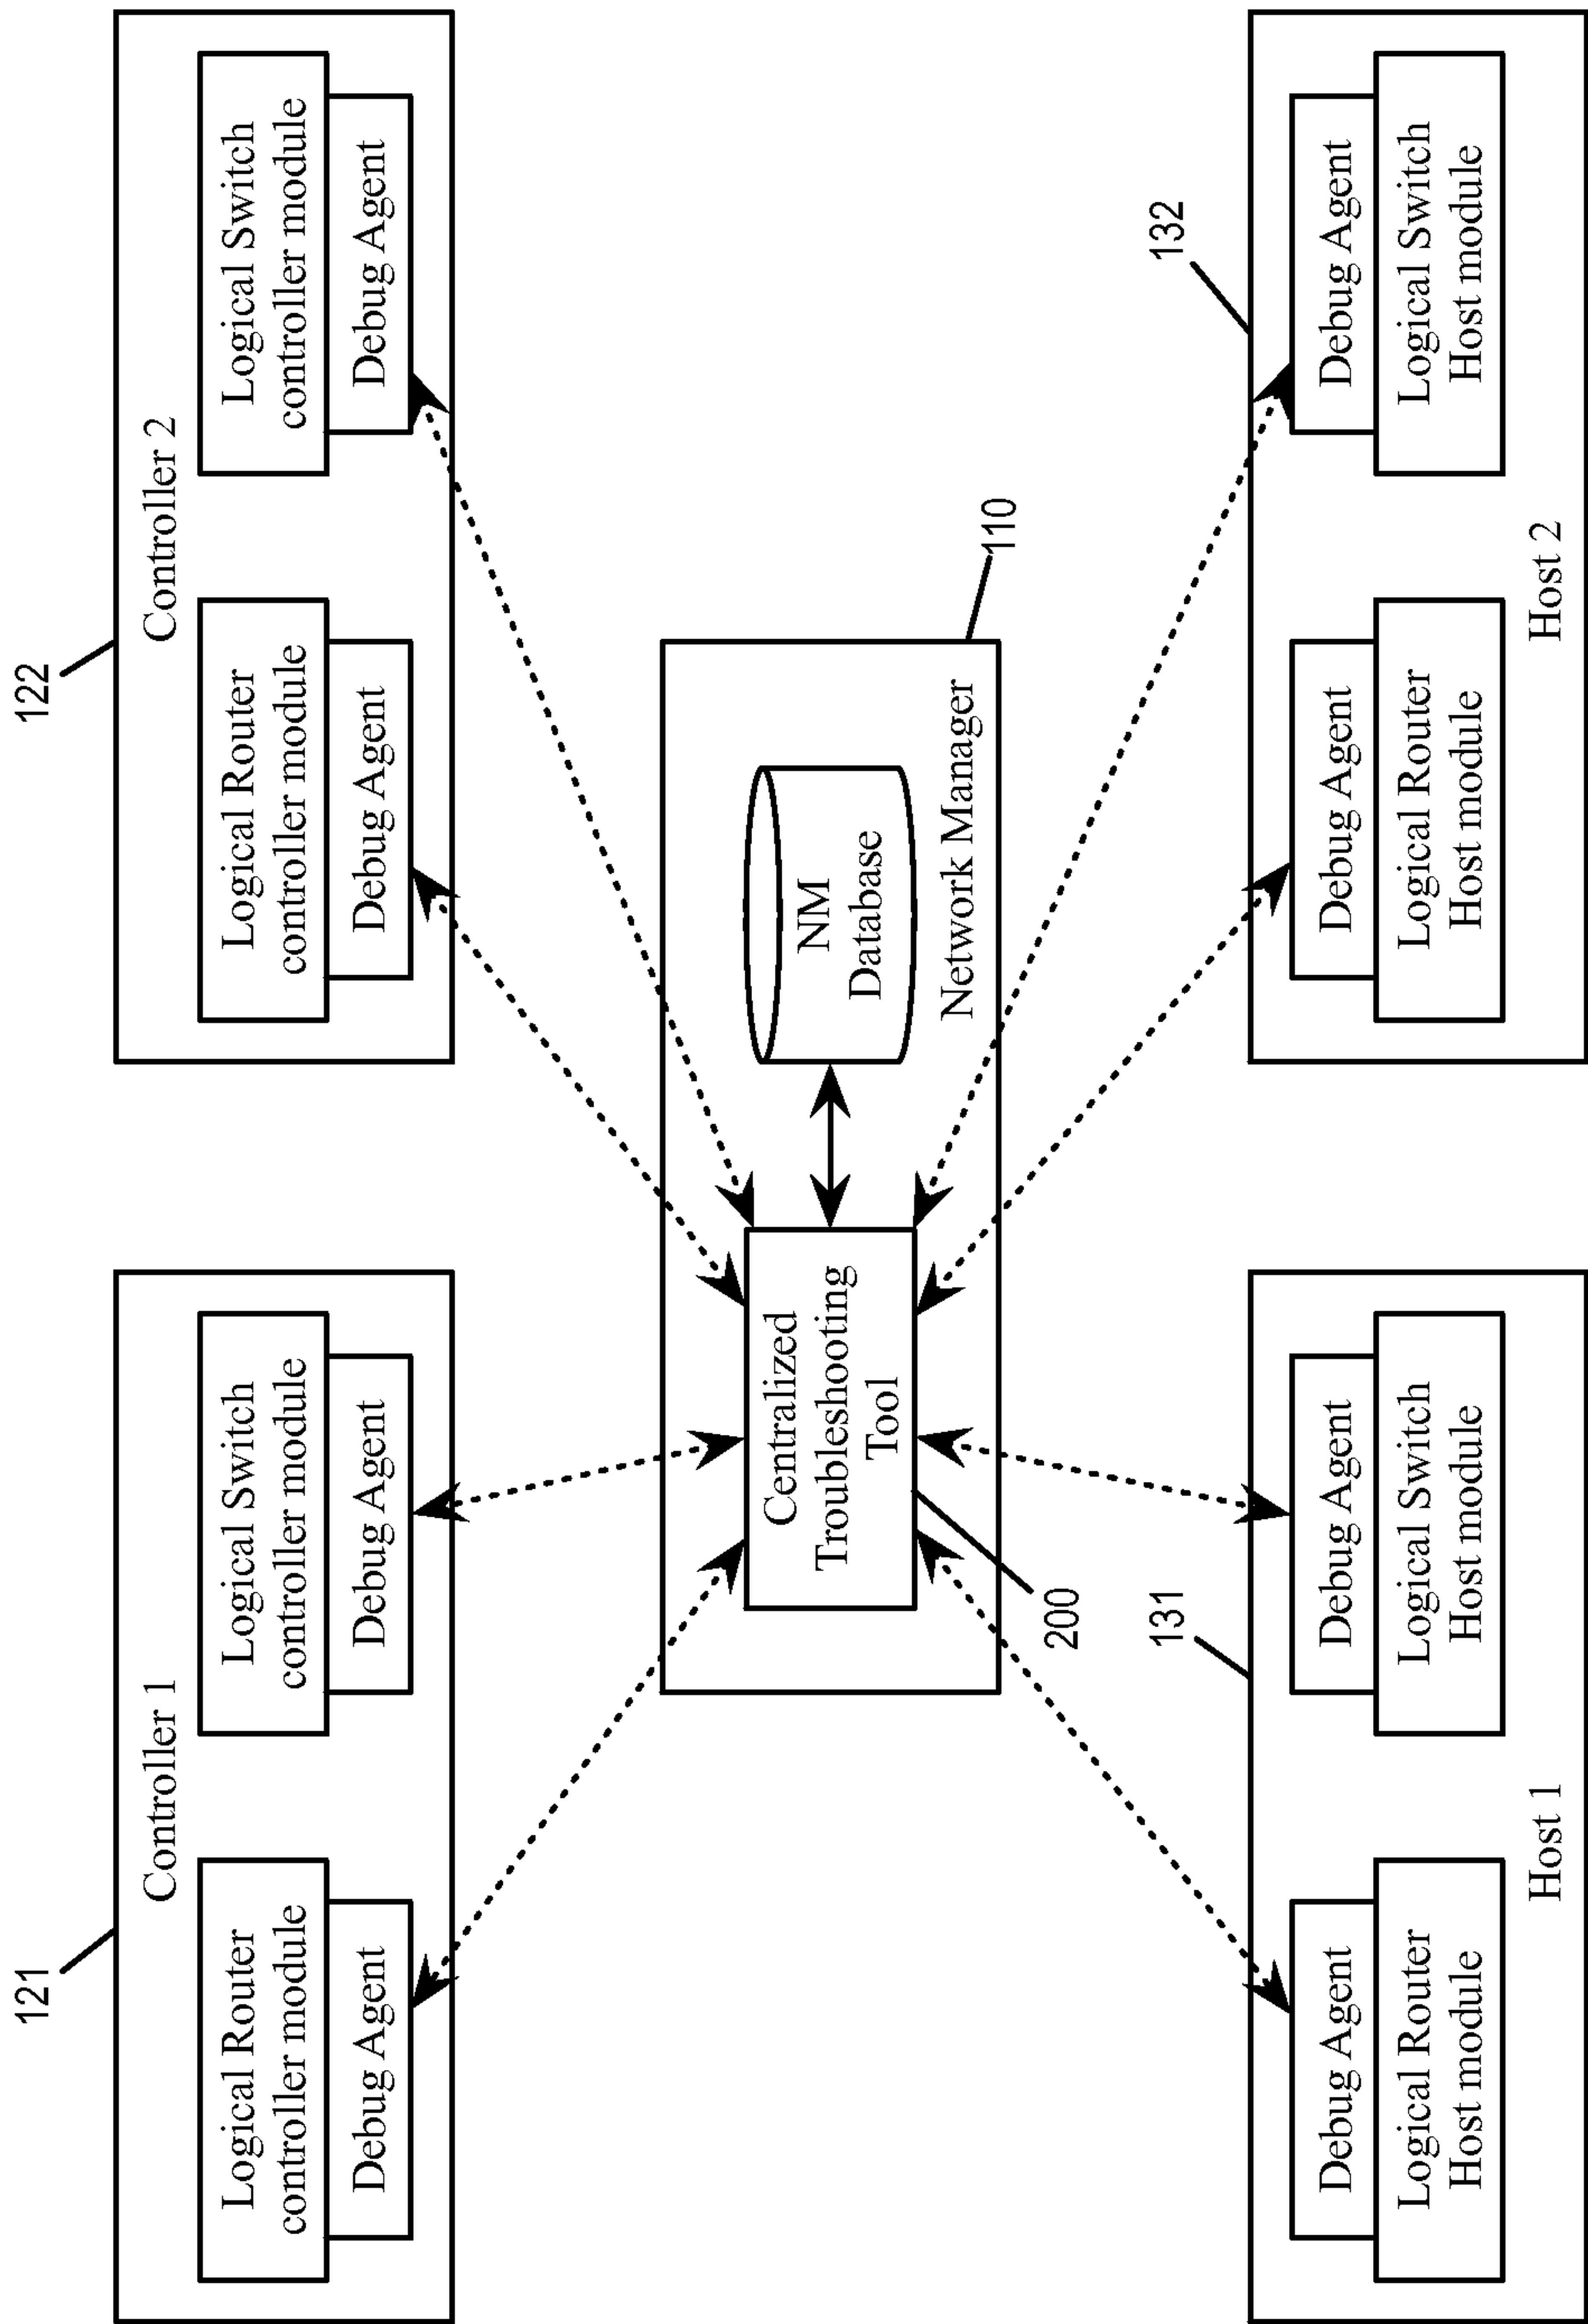 121
122
Controller 1
Controller 2
Logical Router
controller module
Debug Agent
Logical Switch
controller module
Debug Agent
Logical Router
controller module
Debug Agent
Logical Switch
controller module
Debug Agent
Centralized
Troubleshooting
Tool
NM
Database
Network Manager
110
200
131
132
Debug Agent
Logical Router
Host module
Debug Agent
Logical Switch
Host module
Debug Agent
Logical Router
Host module
Debug Agent
Logical Switch
Host module
Host 1
Host 2